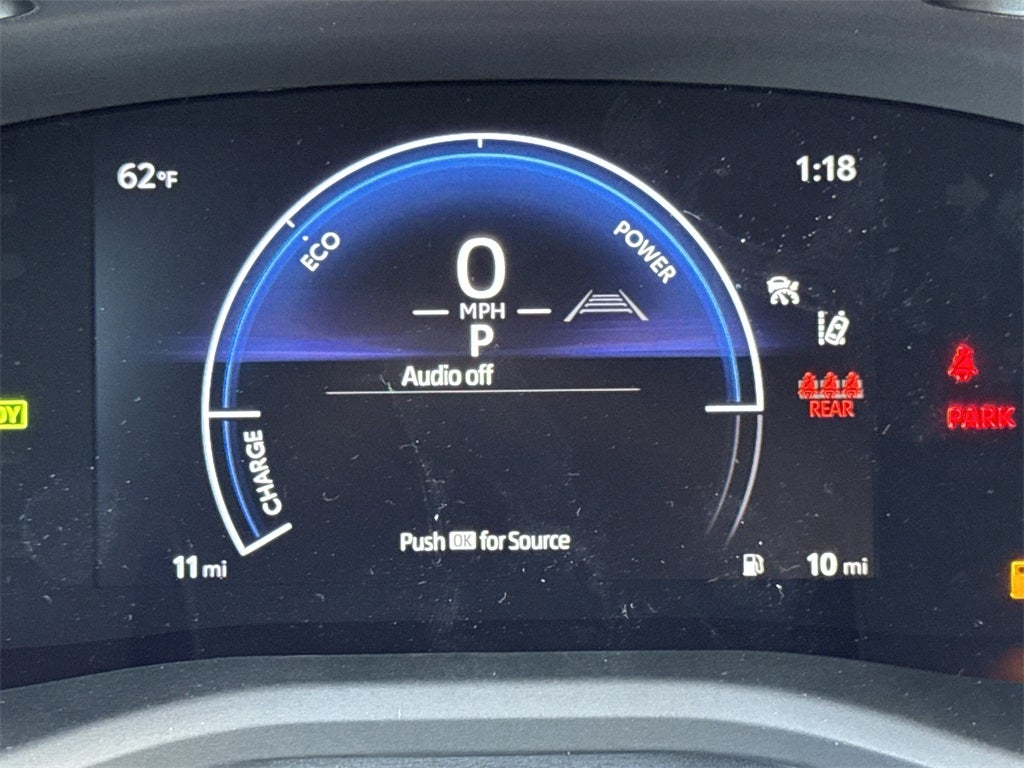 62°F
1:18
ECO
POWER
0
MPH
P
Audio off
REAR
PARK
DY
CHARGE
Push OK for Source
11 mi
10 mi